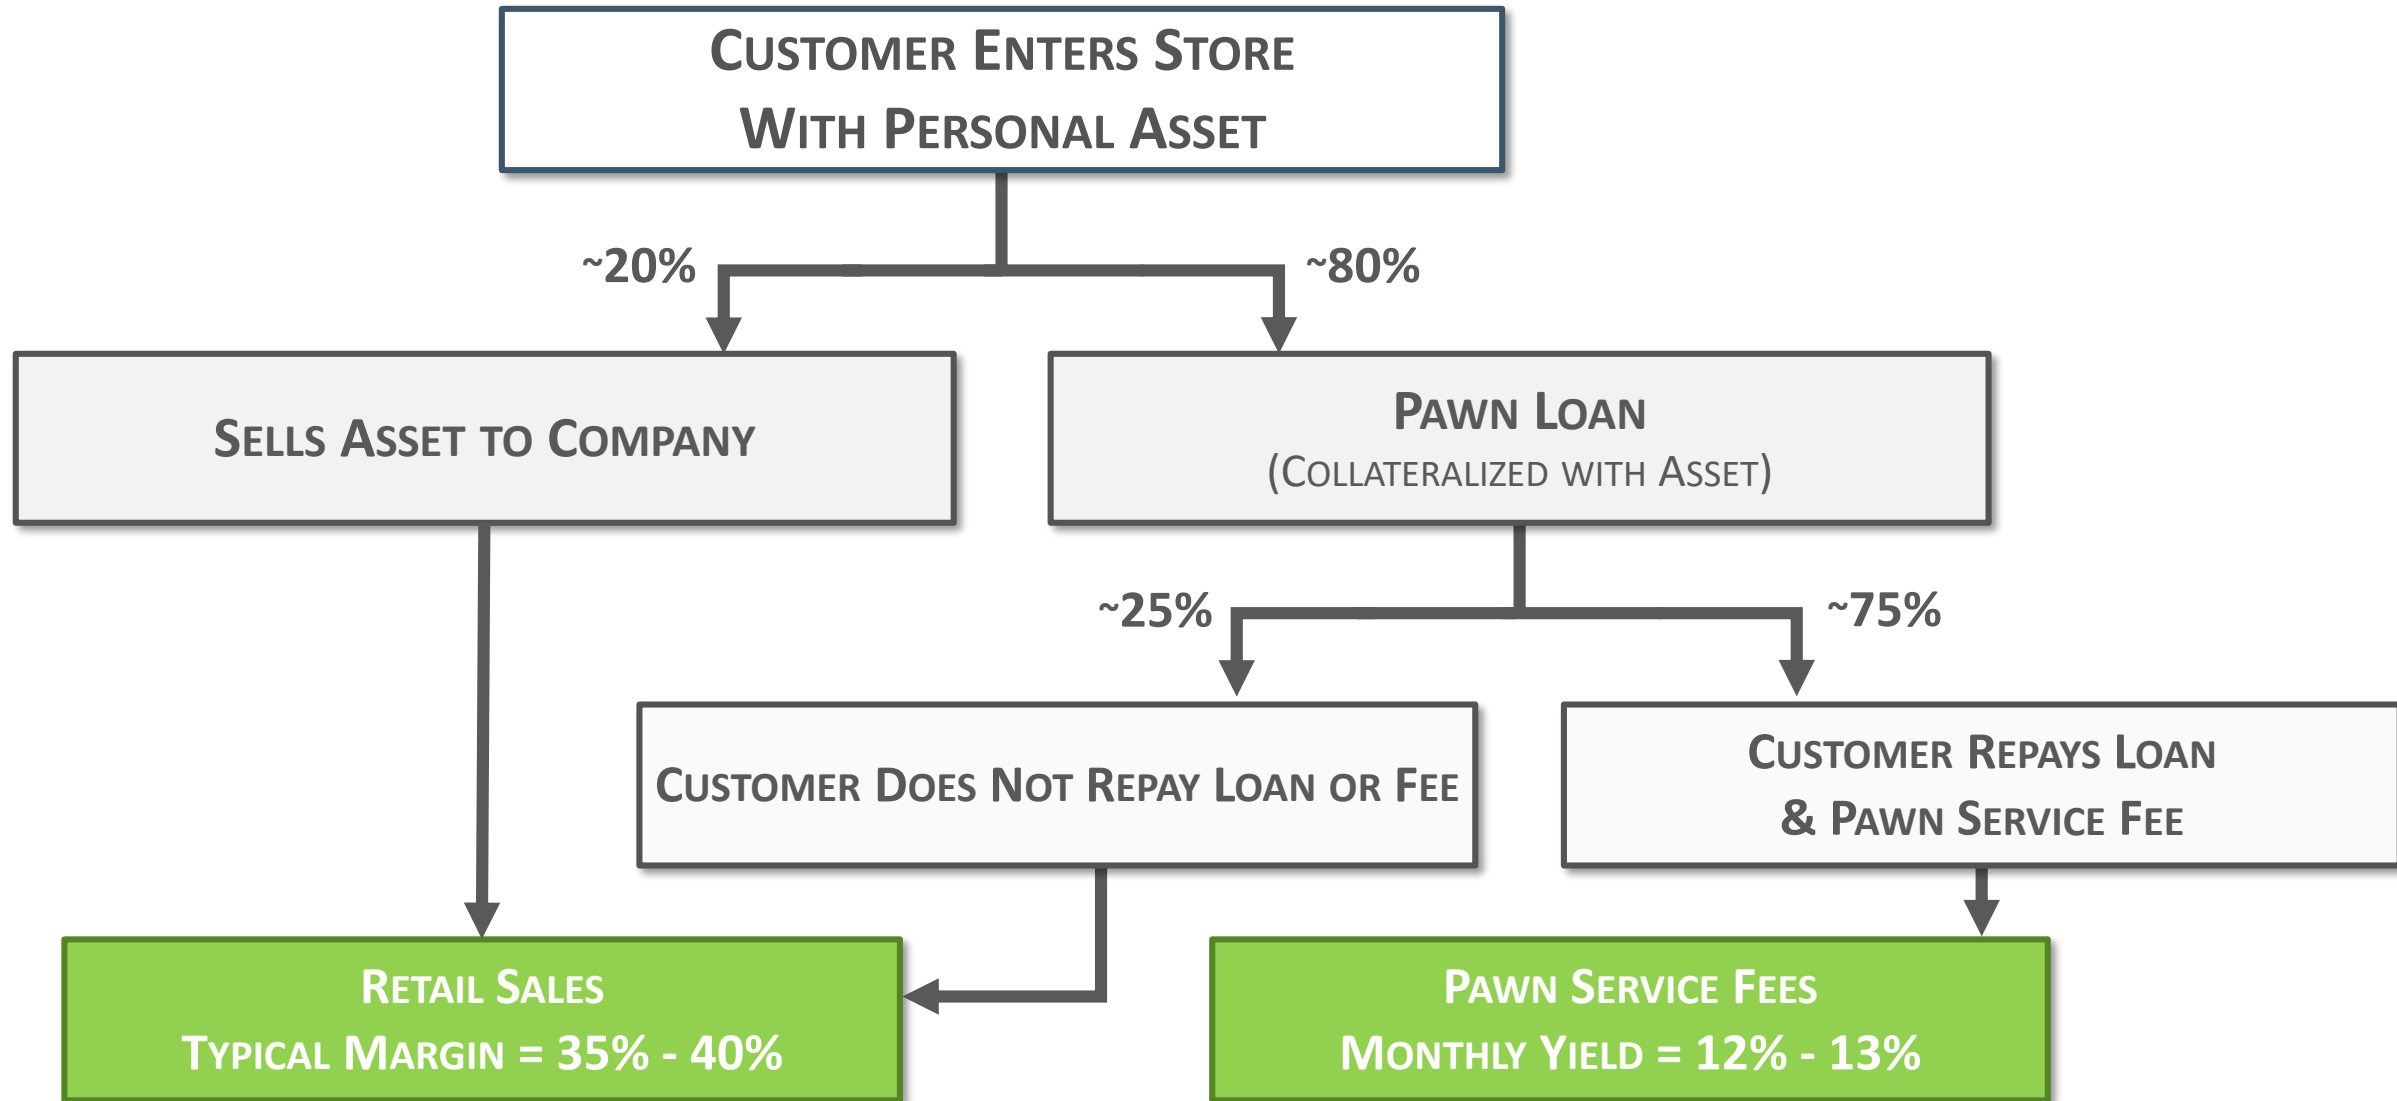 Customer Enters Store
With Personal Asset
~20%
~80%
Sells Asset to Company
Pawn Loan
(Collateralized with Asset)
~25%
~75%
Customer Does Not Repay Loan or Fee
Customer Repays Loan
& Pawn Service Fee
Retail Sales
Typical Margin = 35% - 40%
Pawn Service Fees
Monthly Yield = 12% - 13%